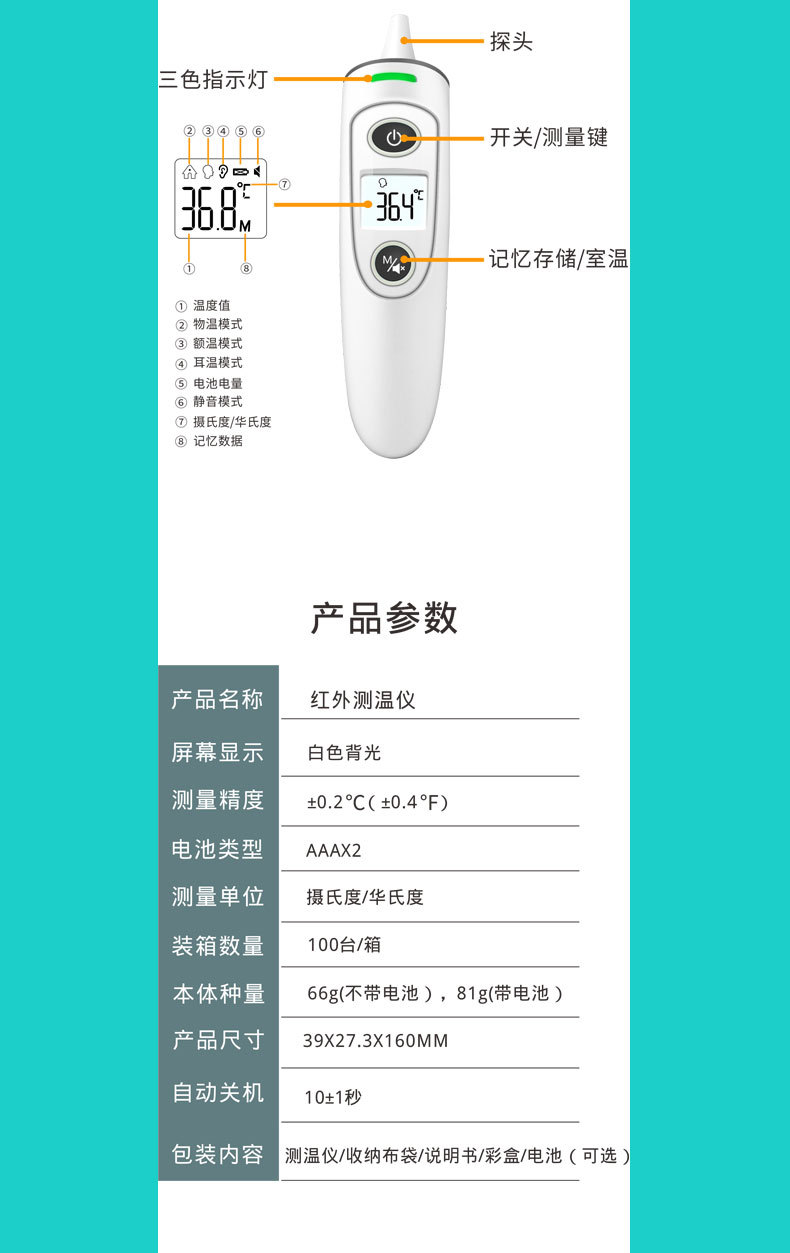 探头
三色指示灯
开关/测量键
② ③ ④ ⑤ ⑥
℃
⑦
36.8
M
① ⑧
36.4℃
M/
记忆存储/室温
① 温度值
② 物温模式
③ 额温模式
④ 耳温模式
⑤ 电池电量
⑥ 静音模式
⑦ 摄氏度/华氏度
⑧ 记忆数据
产品参数
产品名称 红外测温仪
屏幕显示 白色背光
测量精度 ±0.2℃( ±0.4℉)
电池类型 AAAX2
测量单位 摄氏度/华氏度
装箱数量 100台/箱
本体种量 66g(不带电池),81g(带电池)
产品尺寸 39X27.3X160MM
自动关机 10±1秒
包装内容 测温仪/收纳布袋/说明书/彩盒/电池(可选)